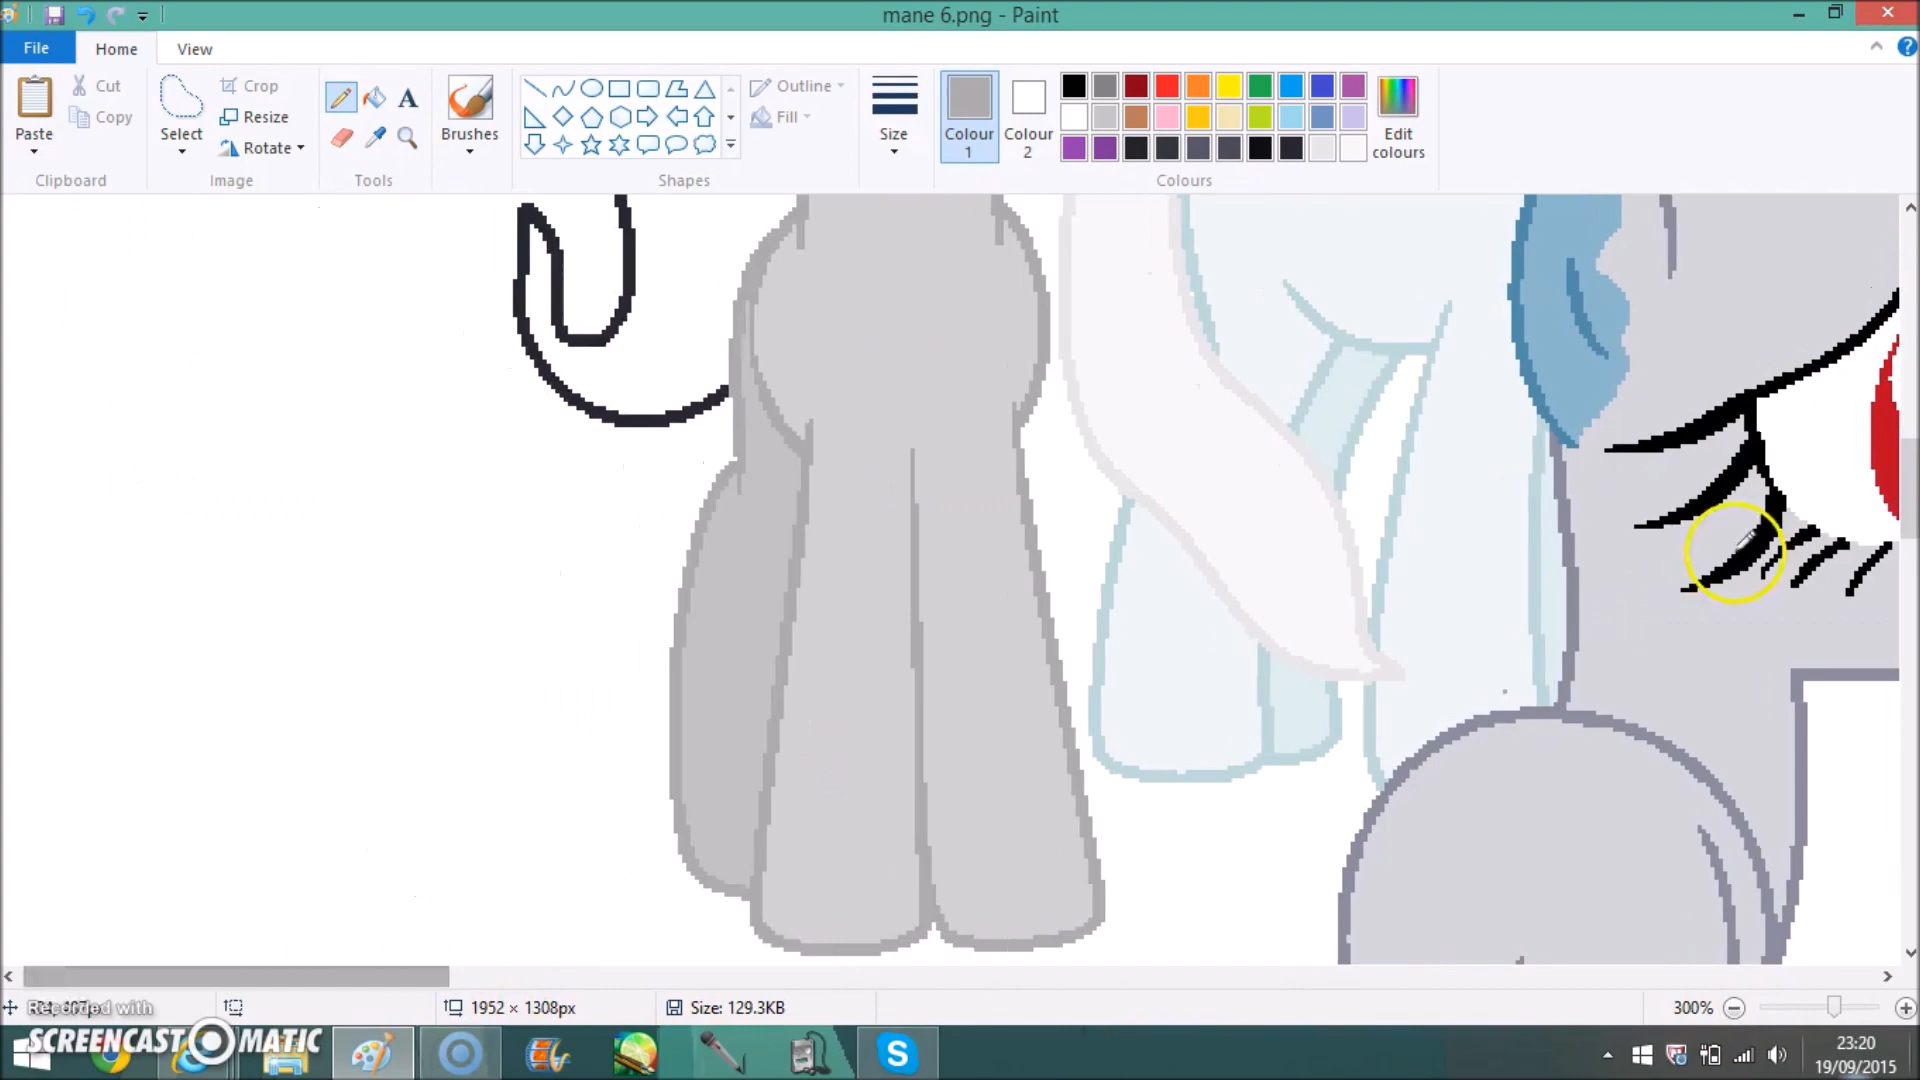 mane 6.png - Paint
File Home View
Paste
Cut
Copy
Clipboard
Select
Crop
Resize
Rotate
Image
A
Tools
Brushes
Shapes
Outline
Fill
Size
Colour 1
Colour 2
Edit colours
Colours
Recorded with
SCREENCAST MATIC
1952 × 1308px
Size: 129.3KB
300%
S
23:20
19/09/2015